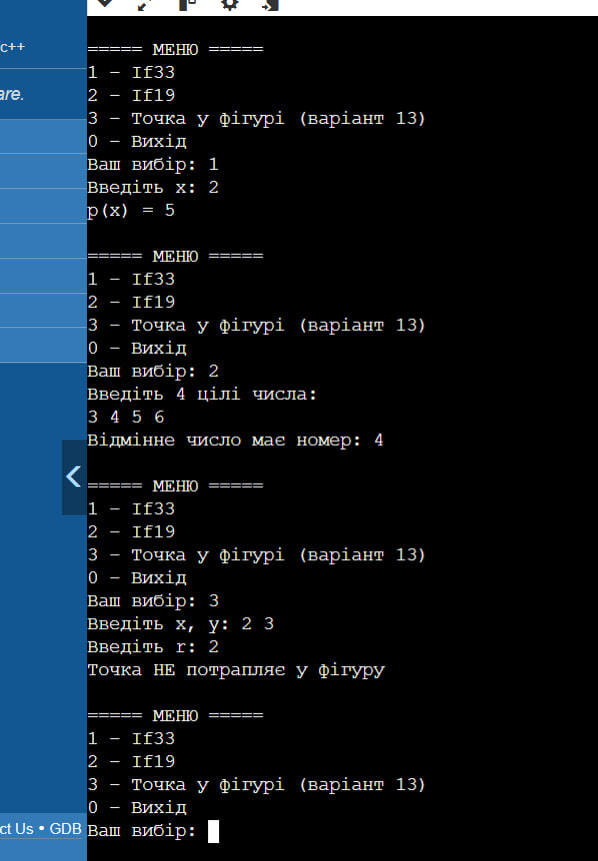 c++
are.
===== МЕНЮ =====
1 – If33
2 – If19
3 – Точка у фігурі (варіант 13)
0 – Вихід
Ваш вибір: 1
Введіть x: 2
p(x) = 5
===== МЕНЮ =====
1 – If33
2 – If19
3 – Точка у фігурі (варіант 13)
0 – Вихід
Ваш вибір: 2
Введіть 4 цілі числа:
3 4 5 6
Відмінне число має номер: 4
===== МЕНЮ =====
1 – If33
2 – If19
3 – Точка у фігурі (варіант 13)
0 – Вихід
Ваш вибір: 3
Введіть x, y: 2 3
Введіть r: 2
Точка НЕ потрапляє у фігуру
===== МЕНЮ =====
1 – If33
2 – If19
3 – Точка у фігурі (варіант 13)
0 – Вихід
ct Us • GDB
Ваш вибір: